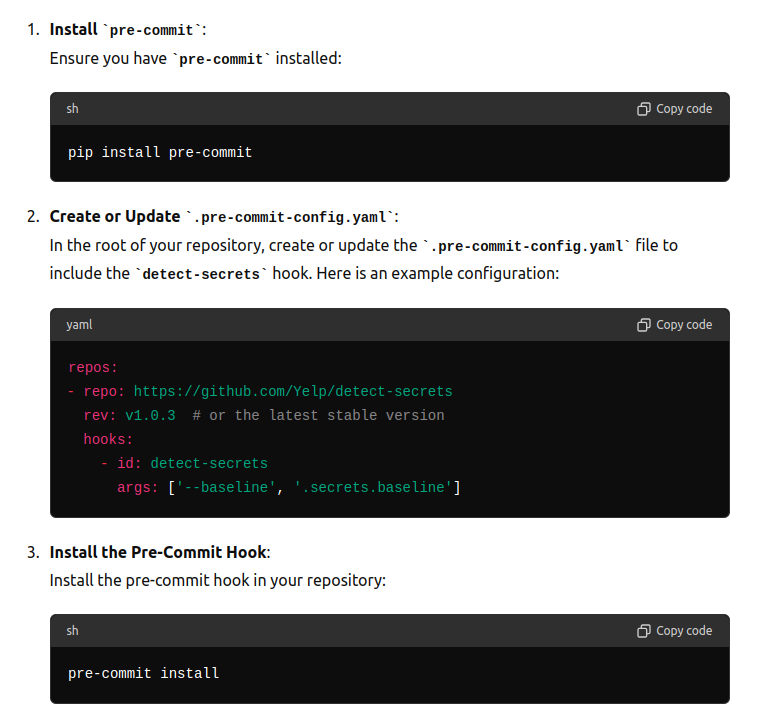 1. Install `pre-commit`:
Ensure you have `pre-commit` installed:
sh Copy code
pip install pre-commit
2. Create or Update `.pre-commit-config.yaml`:
In the root of your repository, create or update the `.pre-commit-config.yaml` file to
include the `detect-secrets` hook. Here is an example configuration:
yaml Copy code
repos:
- repo: https://github.com/Yelp/detect-secrets
  rev: v1.0.3  # or the latest stable version
  hooks:
    - id: detect-secrets
      args: ['--baseline', '.secrets.baseline']
3. Install the Pre-Commit Hook:
Install the pre-commit hook in your repository:
sh Copy code
pre-commit install